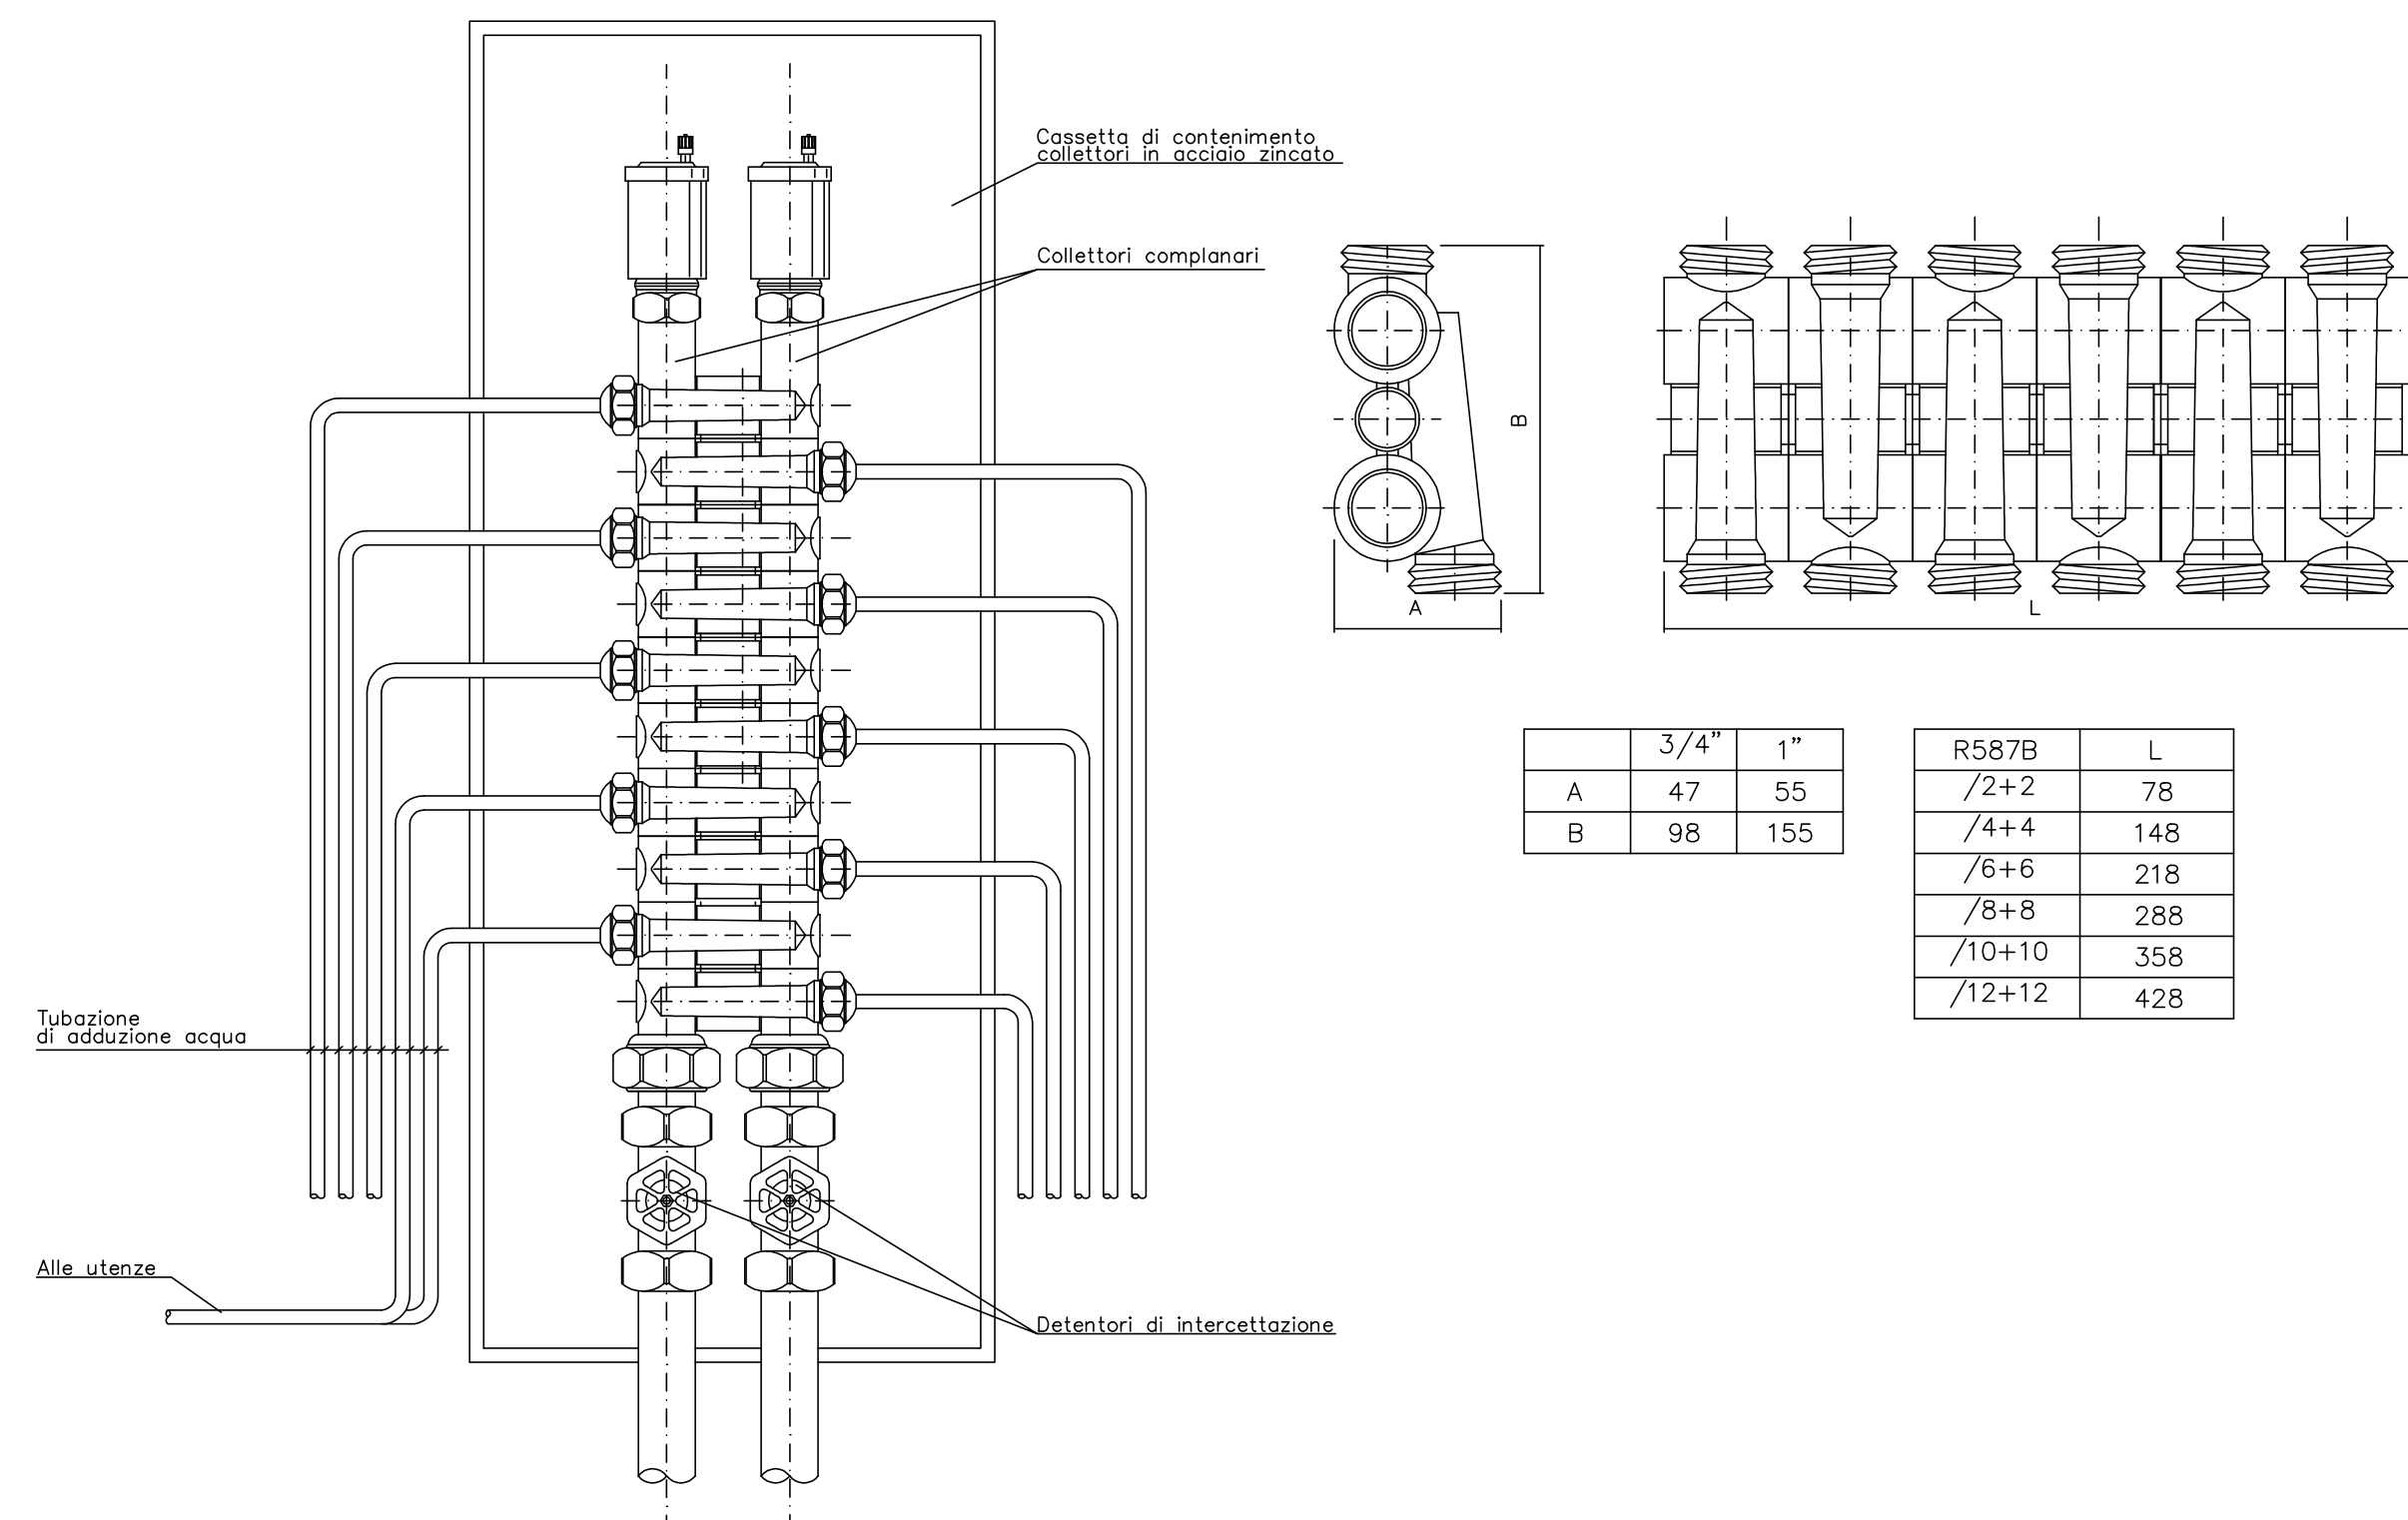 Cassetta di contenimento
collettori in acciaio zincato
Collettori complanari
B
A
L
Tubazione
di adduzione acqua
Alle utenze
Detentori di intercettazione
3/4" 1"
A 47 55
B 98 155
R587B L
/2+2 78
/4+4 148
/6+6 218
/8+8 288
/10+10 358
/12+12 428